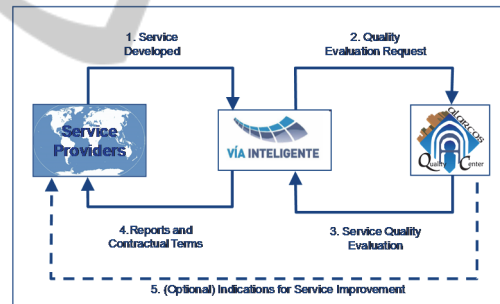 1. Service
Developed
2. Quality
Evaluation Request
Service
Providers
VÍA INTELIGENTE
alarcos
Quality Center
4.Reports and
Contractual Terms
3. Service Quality
Evaluation
5. (Optional) Indications for Service Improvement